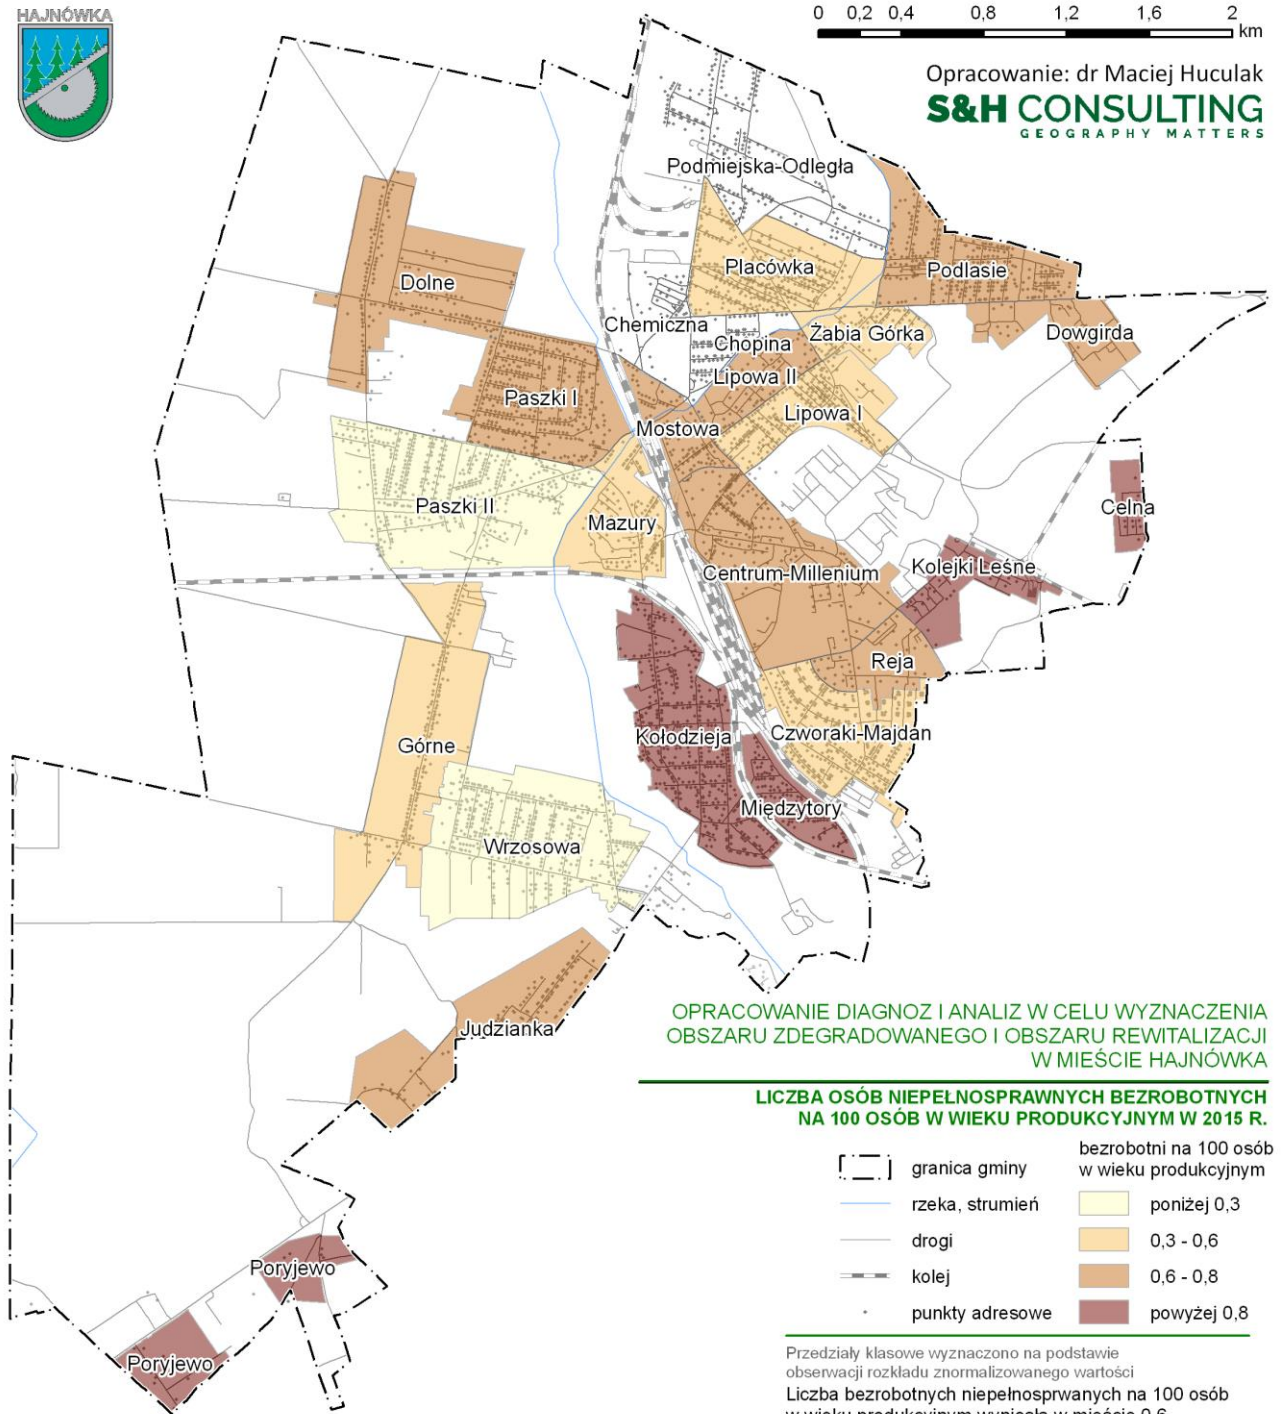 HAJNÓWKA
0 0,2 0,4 0,8 1,2 1,6 2
km
Opracowanie: dr Maciej Huculak
S&H CONSULTING
GEOGRAPHY MATTERS
Podmiejska-Odległa
Placówka
Podlasie
Dolne
Chemiczna
Chopina
Żabia Górka
Dowgirda
Lipowa II
Paszki I
Lipowa I
Mostowa
Paszki II
Mazury
Celna
Centrum-Millenium
Kolejki Leśne
Reja
Górne
Kołodzieja
Czworaki-Majdan
Międzytory
Wrzosowa
Judzianka
Poryjewo
Poryjewo
OPRACOWANIE DIAGNOZ I ANALIZ W CELU WYZNACZENIA
OBSZARU ZDEGRADOWANEGO I OBSZARU REWITALIZACJI
W MIEŚCIE HAJNÓWKA
LICZBA OSÓB NIEPEŁNOSPRAWNYCH BEZROBOTNYCH
NA 100 OSÓB W WIEKU PRODUKCYJNYM W 2015 R.
granica gminy
rzeka, strumień
drogi
kolej
punkty adresowe
bezrobotni na 100 osób
w wieku produkcyjnym
poniżej 0,3
0,3 - 0,6
0,6 - 0,8
powyżej 0,8
Przedziały klasowe wyznaczono na podstawie
obserwacji rozkładu znormalizowanego wartości
Liczba bezrobotnych niepełnosprwanych na 100 osób
w wieku produkcyjnym wyniosła w mieście 0,6